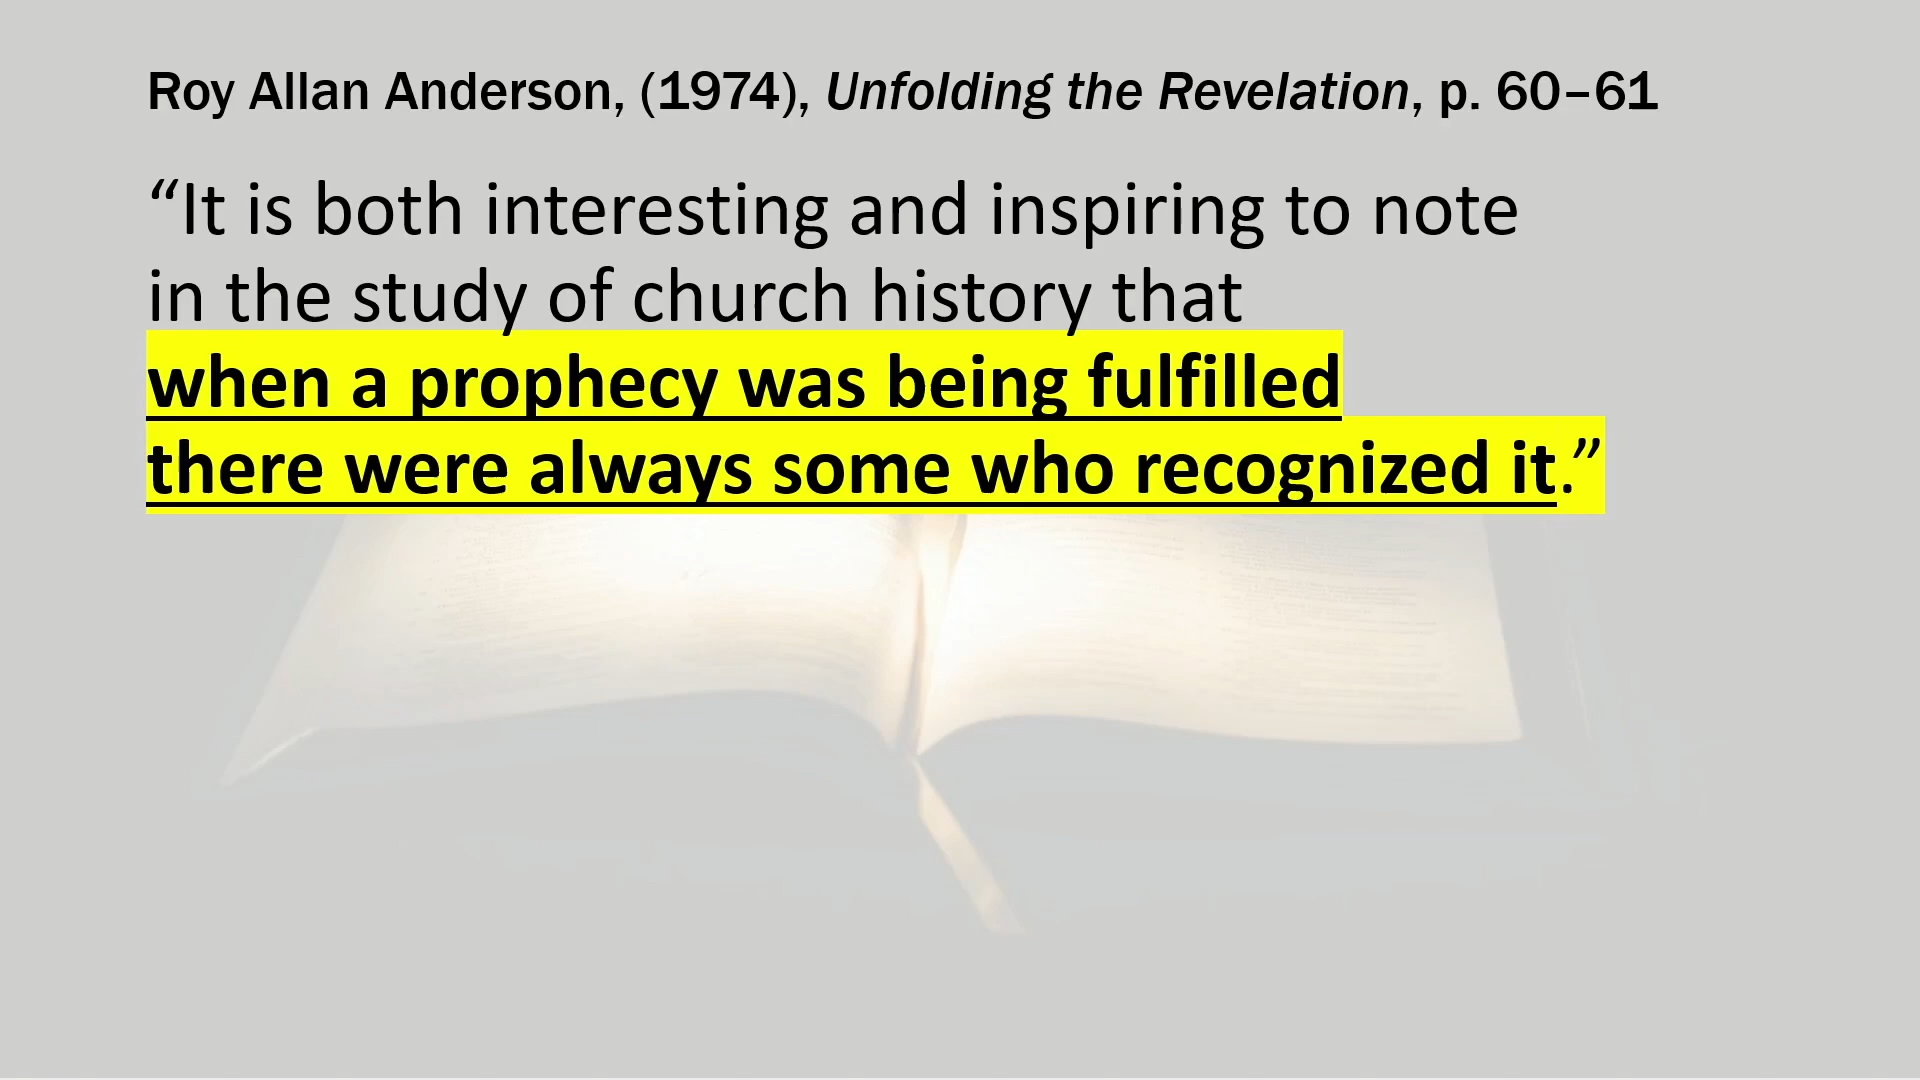 Roy Allan Anderson, (1974), Unfolding the Revelation, p. 60–61
“It is both interesting and inspiring to note
in the study of church history that
when a prophecy was being fulfilled
there were always some who recognized it.”